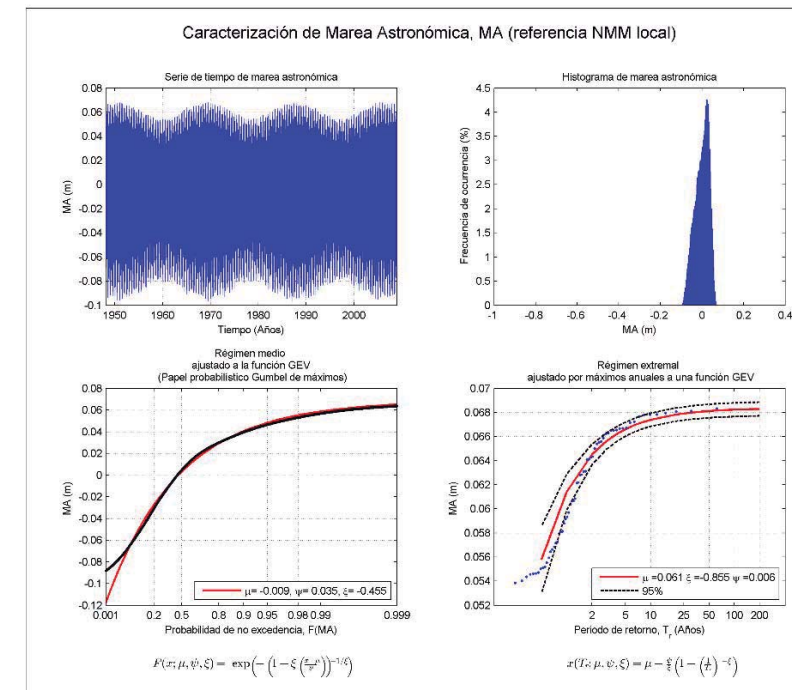 Caracterización de Marea Astronómica, MA (referencia NMM local)
Serie de tiempo de marea astronómica
0.08
0.06
0.04
0.02
0
-0.02
-0.04
-0.06
-0.08
-0.1
MA (m)
1950 1960 1970 1980 1990 2000
Tiempo (Años)
Histograma de marea astronómica
4.5
4
3.5
3
2.5
2
1.5
1
0.5
0
Frecuencia de ocurrencia (%)
-1 -0.8 -0.6 -0.4 -0.2 0 0.2 0.4
MA (m)
Régimen medio
ajustado a la función GEV
(Papel probabilístico Gumbel de máximos)
0.08
0.06
0.04
0.02
0
-0.02
-0.04
-0.06
-0.08
-0.1
-0.12
MA (m)
μ= -0.009, ψ= 0.035, ξ= -0.455
0.001 0.2 0.5 0.8 0.9 0.95 0.98 0.99 0.999
Probabilidad de no excedencia, F(MA)
F(x; μ, ψ, ξ) = exp(−(1−ξ(x−μ/ψ))^−1/ξ)
Régimen extremal
ajustado por máximos anuales a una función GEV
0.07
0.068
0.066
0.064
0.062
0.06
0.058
0.056
0.054
0.052
MA (m)
μ =0.061 ξ =-0.855 ψ =0.006
95%
2 5 10 25 50 100 200
Periodo de retorno, Tr (Años)